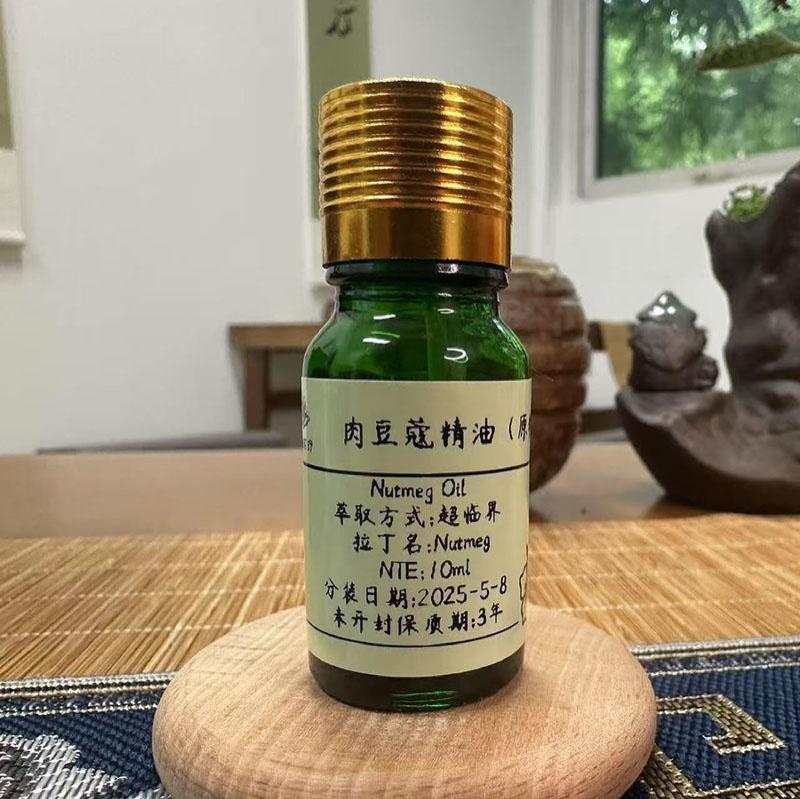 肉豆蔻精油（原
Nutmeg Oil
萃取方式:超临界
拉丁名:Nutmeg
NTE:10ml
分装日期:2025-5-8
未开封保质期:3年